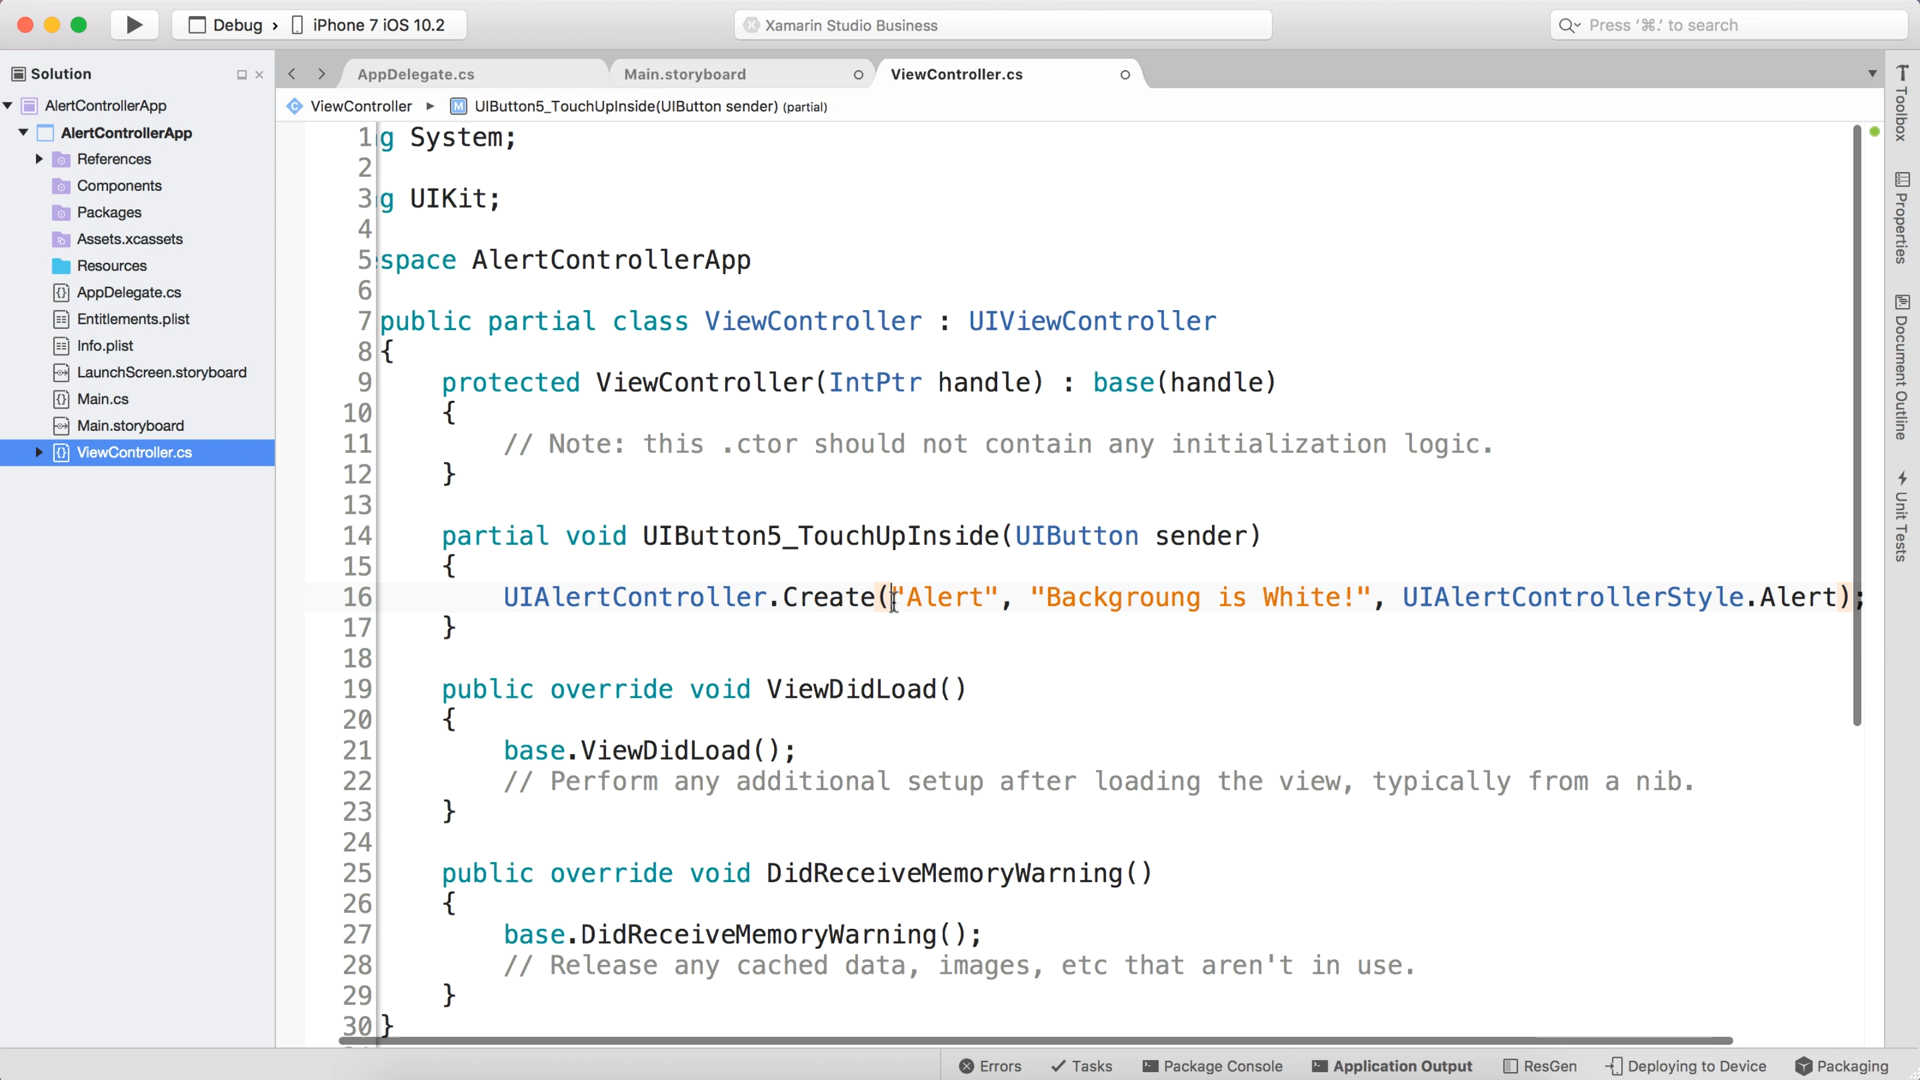 Debug › iPhone 7 iOS 10.2
Xamarin Studio Business
Press ‘⌘.’ to search
Solution
AppDelegate.cs
Main.storyboard
ViewController.cs
AlertControllerApp
ViewController ▸ M UIButton5_TouchUpInside(UIButton sender) (partial)
AlertControllerApp
References
Components
Packages
Assets.xcassets
Resources
AppDelegate.cs
Entitlements.plist
Info.plist
LaunchScreen.storyboard
Main.cs
Main.storyboard
ViewController.cs
1 g System;
2
3 g UIKit;
4
5 space AlertControllerApp
6
7 public partial class ViewController : UIViewController
8 {
9 protected ViewController(IntPtr handle) : base(handle)
10 {
11 // Note: this .ctor should not contain any initialization logic.
12 }
13
14 partial void UIButton5_TouchUpInside(UIButton sender)
15 {
16 UIAlertController.Create("Alert", "Backgroung is White!", UIAlertControllerStyle.Alert);
17 }
18
19 public override void ViewDidLoad()
20 {
21 base.ViewDidLoad();
22 // Perform any additional setup after loading the view, typically from a nib.
23 }
24
25 public override void DidReceiveMemoryWarning()
26 {
27 base.DidReceiveMemoryWarning();
28 // Release any cached data, images, etc that aren't in use.
29 }
30 }
Toolbox
Properties
Document Outline
Unit Tests
Errors
Tasks
Package Console
Application Output
ResGen
Deploying to Device
Packaging